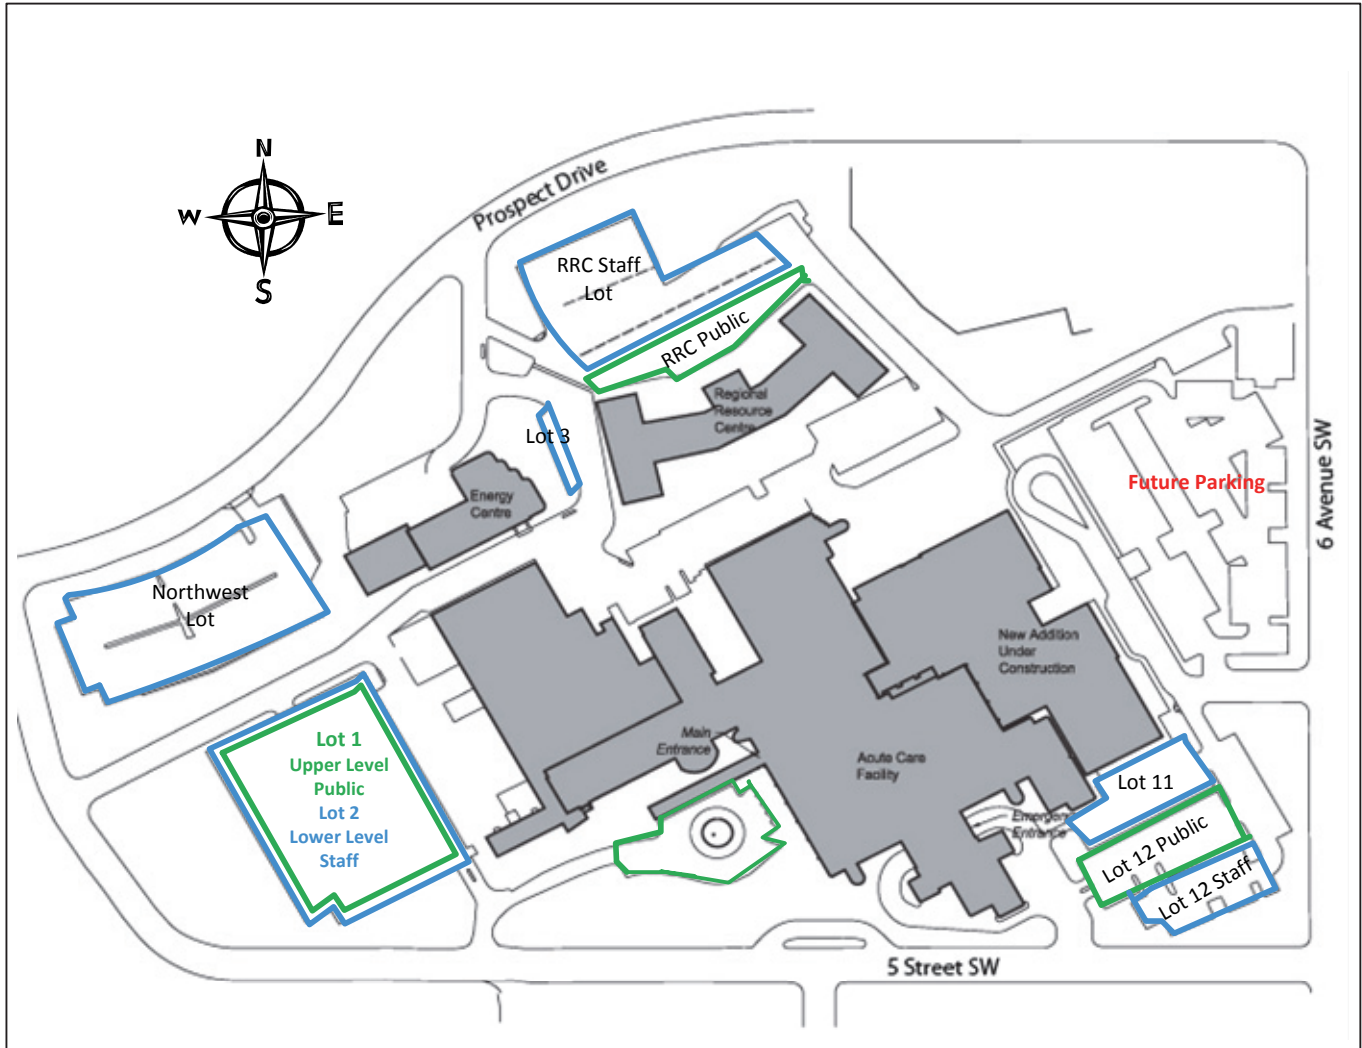 N
W
E
S
Prospect Drive
RRC Staff
Lot
RRC Public
Regional
Resource
Centre
Lot 3
Energy
Centre
Future Parking
6 Avenue SW
Northwest
Lot
New Addition
Under
Construction
Main
Entrance
Lot 1
Upper Level
Public
Lot 2
Lower Level
Staff
Acute Care
Facility
Lot 11
Entrance
Lot 12 Public
Lot 12 Staff
5 Street SW